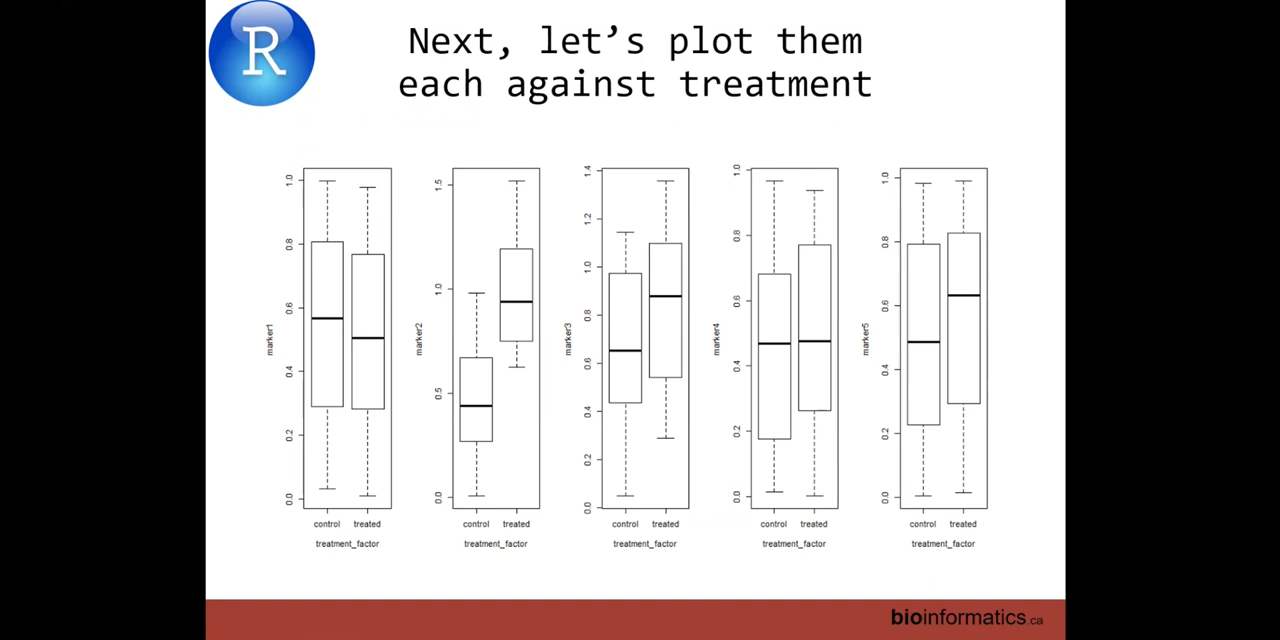 R
Next, let's plot them
each against treatment
marker1
1.0
0.8
0.6
0.4
0.2
0.0
control treated
treatment_factor
marker2
1.5
1.0
0.5
0.0
control treated
treatment_factor
marker3
1.4
1.2
1.0
0.8
0.6
0.4
0.2
0.0
control treated
treatment_factor
marker4
1.0
0.8
0.6
0.4
0.2
0.0
control treated
treatment_factor
marker5
1.0
0.8
0.6
0.4
0.2
0.0
control treated
treatment_factor
bioinformatics.ca